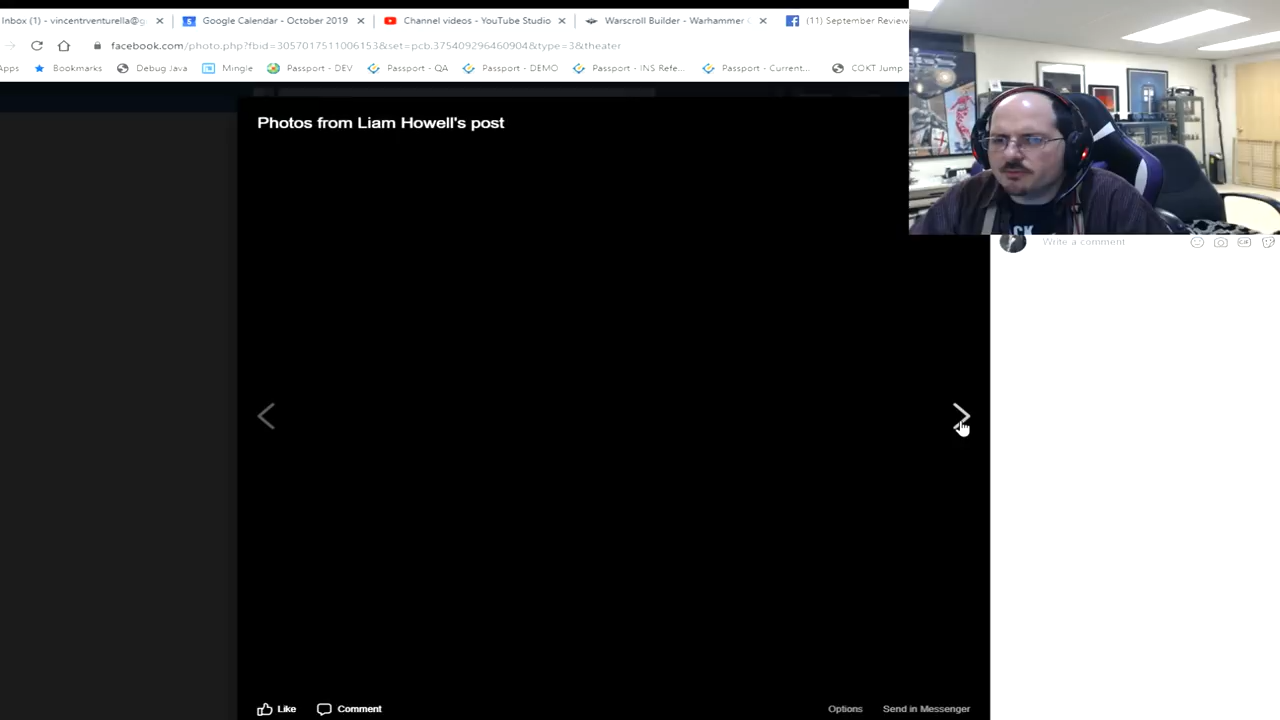 Inbox (1) - vincentrventurella@g
Google Calendar - October 2019
Channel videos - YouTube Studio
Warscroll Builder - Warhammer
(11) September Review
facebook.com/photo.php?fbid=3057017511006153&set=pcb.375409296460904&type=3&theater
Apps
Bookmarks
Debug Java
Mingle
Passport - DEV
Passport - QA
Passport - DEMO
Passport - INS Refe...
Passport - Current...
COKT Jump
Photos from Liam Howell's post
Write a comment
Like
Comment
Options
Send in Messenger